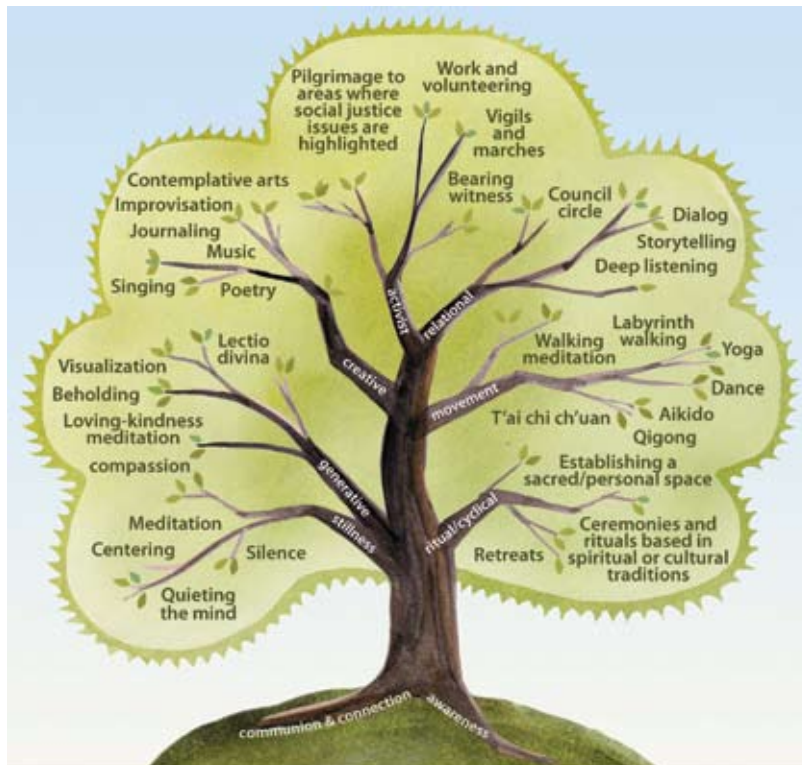 Pilgrimage to
areas where
social justice
issues are
highlighted
Work and
volunteering
Vigils
and
marches
Bearing
witness
activist
Council
circle
Dialog
Storytelling
Deep listening
relational
Contemplative arts
Improvisation
Journaling
Music
Singing
Poetry
creative
Walking
meditation
Labyrinth
walking
Yoga
Dance
Aikido
Qigong
T'ai chi ch'uan
movement
Visualization
Lectio
divina
Beholding
Loving-kindness
meditation
compassion
generative
Establishing a
sacred/personal space
Ceremonies and
rituals based in
spiritual or cultural
traditions
Retreats
ritual/cyclical
Meditation
Centering
Silence
Quieting
the mind
stillness
communion & connection
awareness